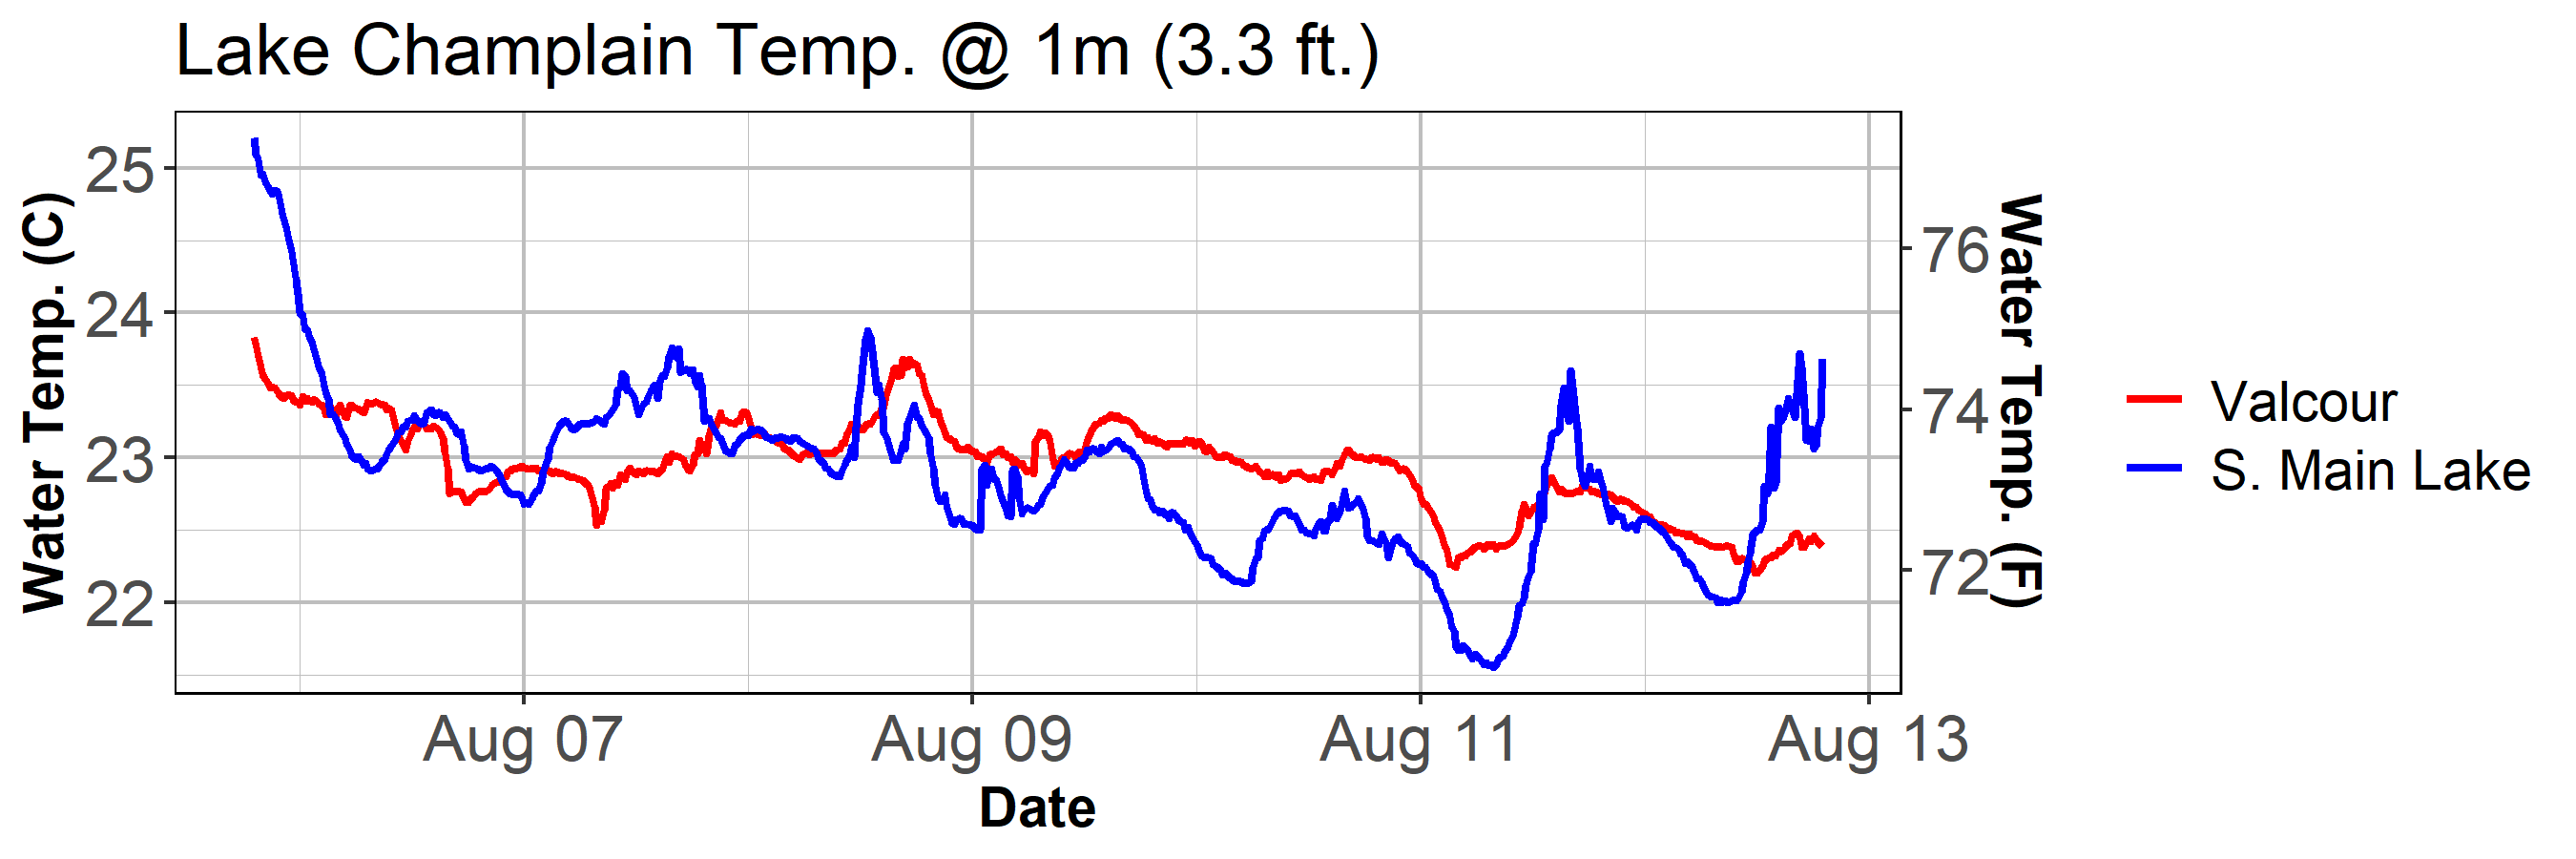 Lake Champlain Temp. @ 1m (3.3 ft.)
Water Temp. (C)
25
24
23
22
76
74
72
Water Temp. (F)
Aug 07
Aug 09
Aug 11
Aug 13
Date
Valcour
S. Main Lake